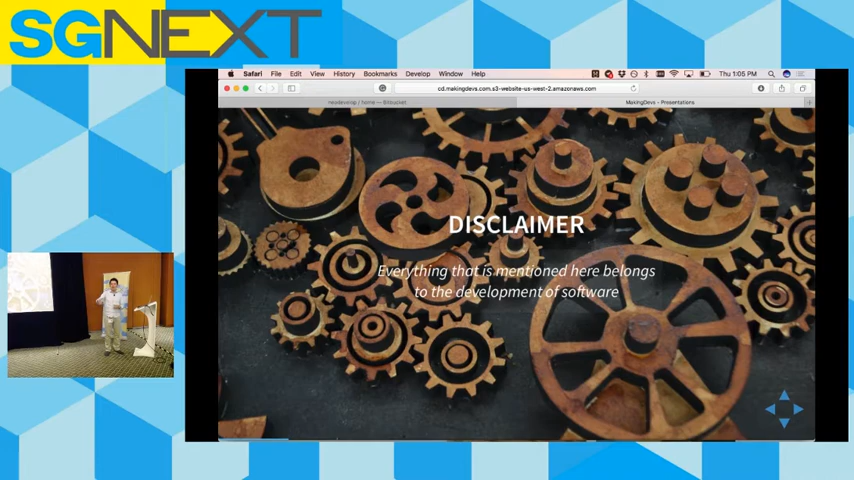 SGNEXT
Safari File Edit View History Bookmarks Develop Window Help
Thu 1:05 PM
cd.makingdevs.com.s3-website-us-west-2.amazonaws.com
MakingDevs - Presentations
DISCLAIMER
Everything that is mentioned here belongs
to the development of software